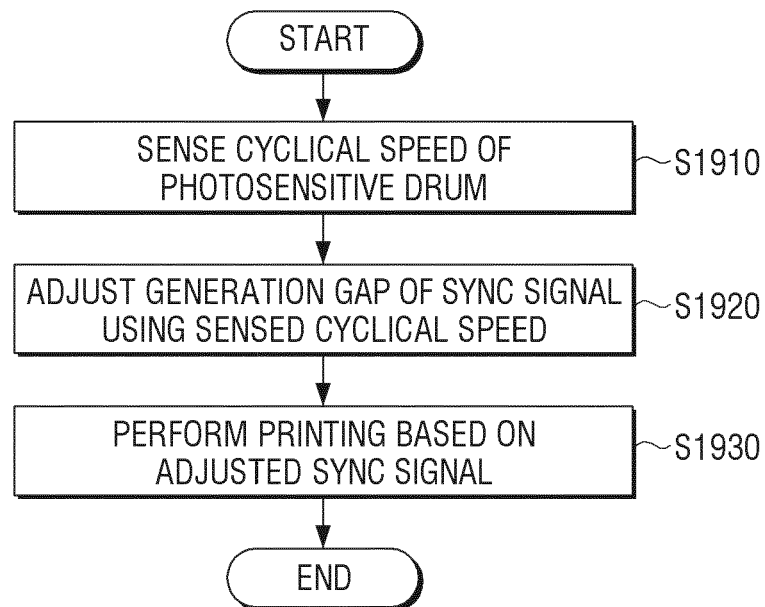 START
SENSE CYCLICAL SPEED OF
PHOTOSENSITIVE DRUM
S1910
ADJUST GENERATION GAP OF SYNC SIGNAL
USING SENSED CYCLICAL SPEED
S1920
PERFORM PRINTING BASED ON
ADJUSTED SYNC SIGNAL
S1930
END